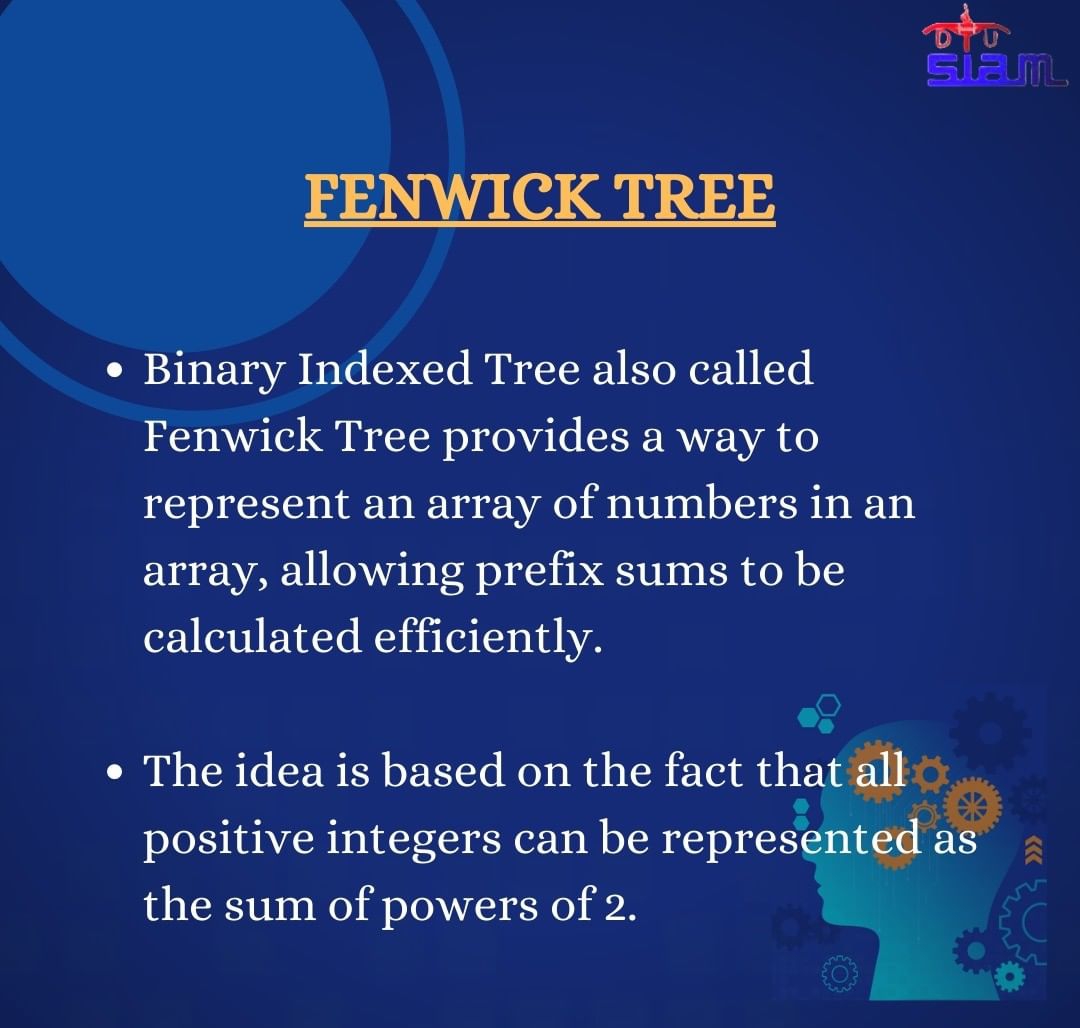 D U
SIAM
FENWICK TREE
• Binary Indexed Tree also called
Fenwick Tree provides a way to
represent an array of numbers in an
array, allowing prefix sums to be
calculated efficiently.
• The idea is based on the fact that all
positive integers can be represented as
the sum of powers of 2.